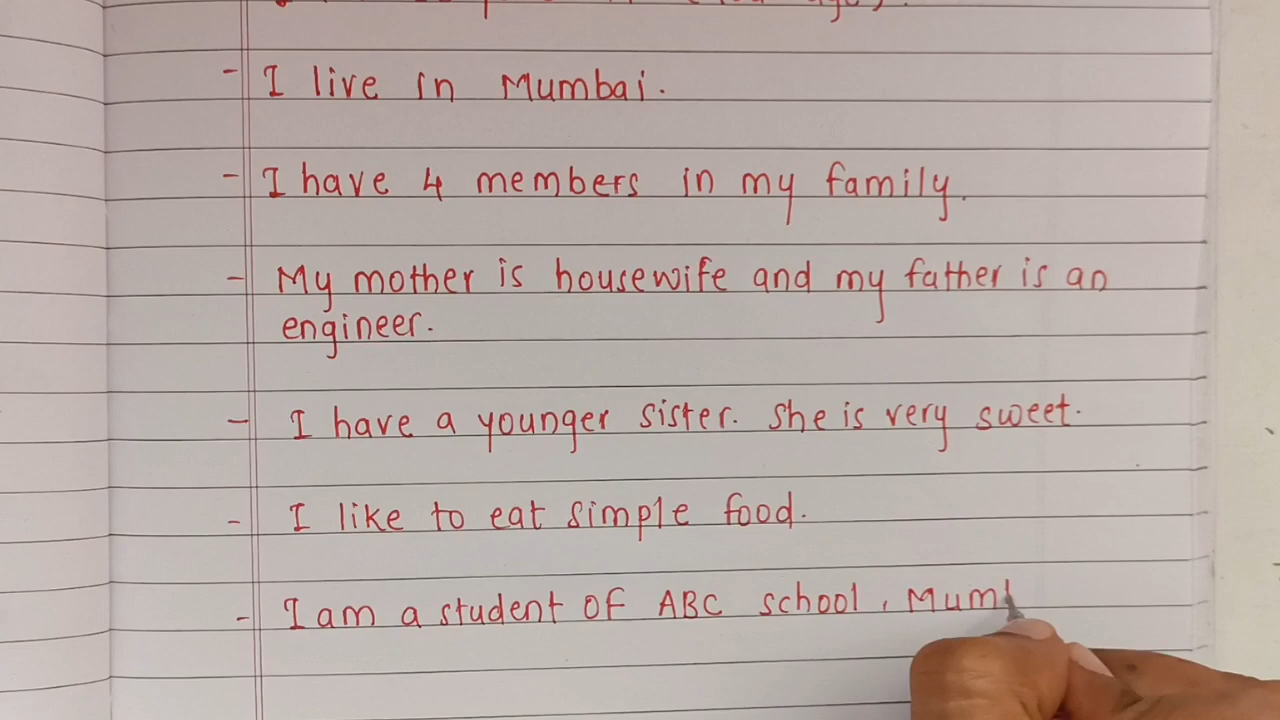 - I live in Mumbai.
- I have 4 members in my family.
- My mother is housewife and my father is an
engineer.
- I have a younger sister. She is very sweet.
- I like to eat simple food.
- I am a student of ABC school, Mum